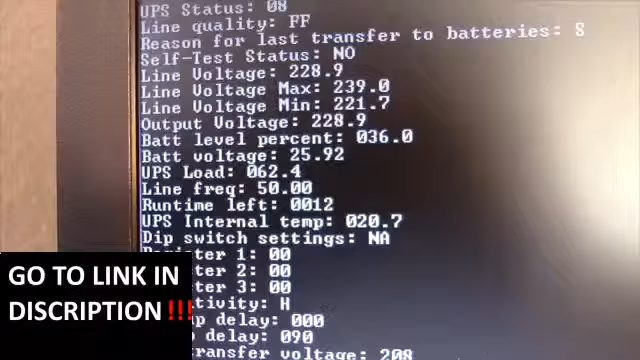 UPS Status: 08
Line quality: FF
Reason for last transfer to batteries: S
Self-Test Status: NO
Line Voltage: 228.9
Line Voltage Max: 239.0
Line Voltage Min: 221.7
Output Voltage: 228.9
Batt level percent: 036.0
Batt voltage: 25.92
UPS Load: 062.4
Line freq: 50.00
Runtime left: 0012
UPS Internal temp: 020.7
Dip switch settings: NA
Register 1: 00
ster 2: 00
ster 3: 00
tivity: H
p delay: 000
p delay: 090
transfer voltage: 208
GO TO LINK IN
DISCRIPTION !!!